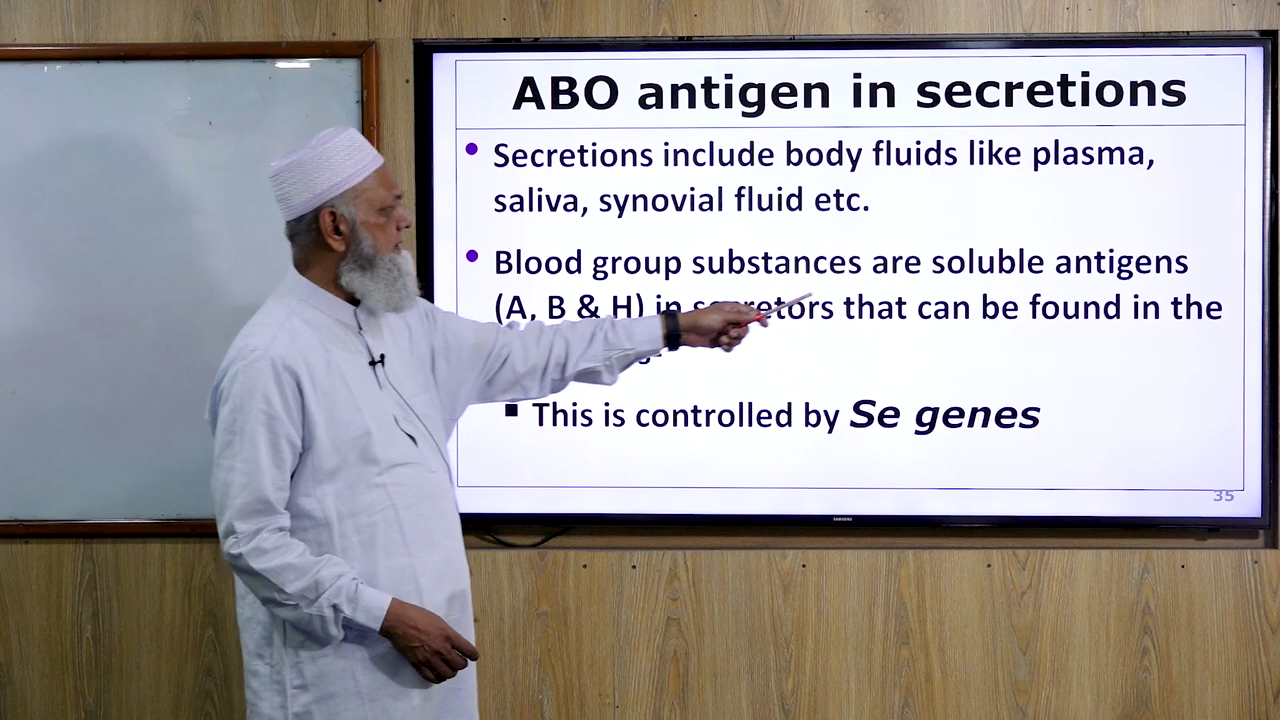 ABO antigen in secretions
• Secretions include body fluids like plasma,
saliva, synovial fluid etc.
• Blood group substances are soluble antigens
(A, B & H) in secretors that can be found in the
▪ This is controlled by Se genes
35
SAMSUNG